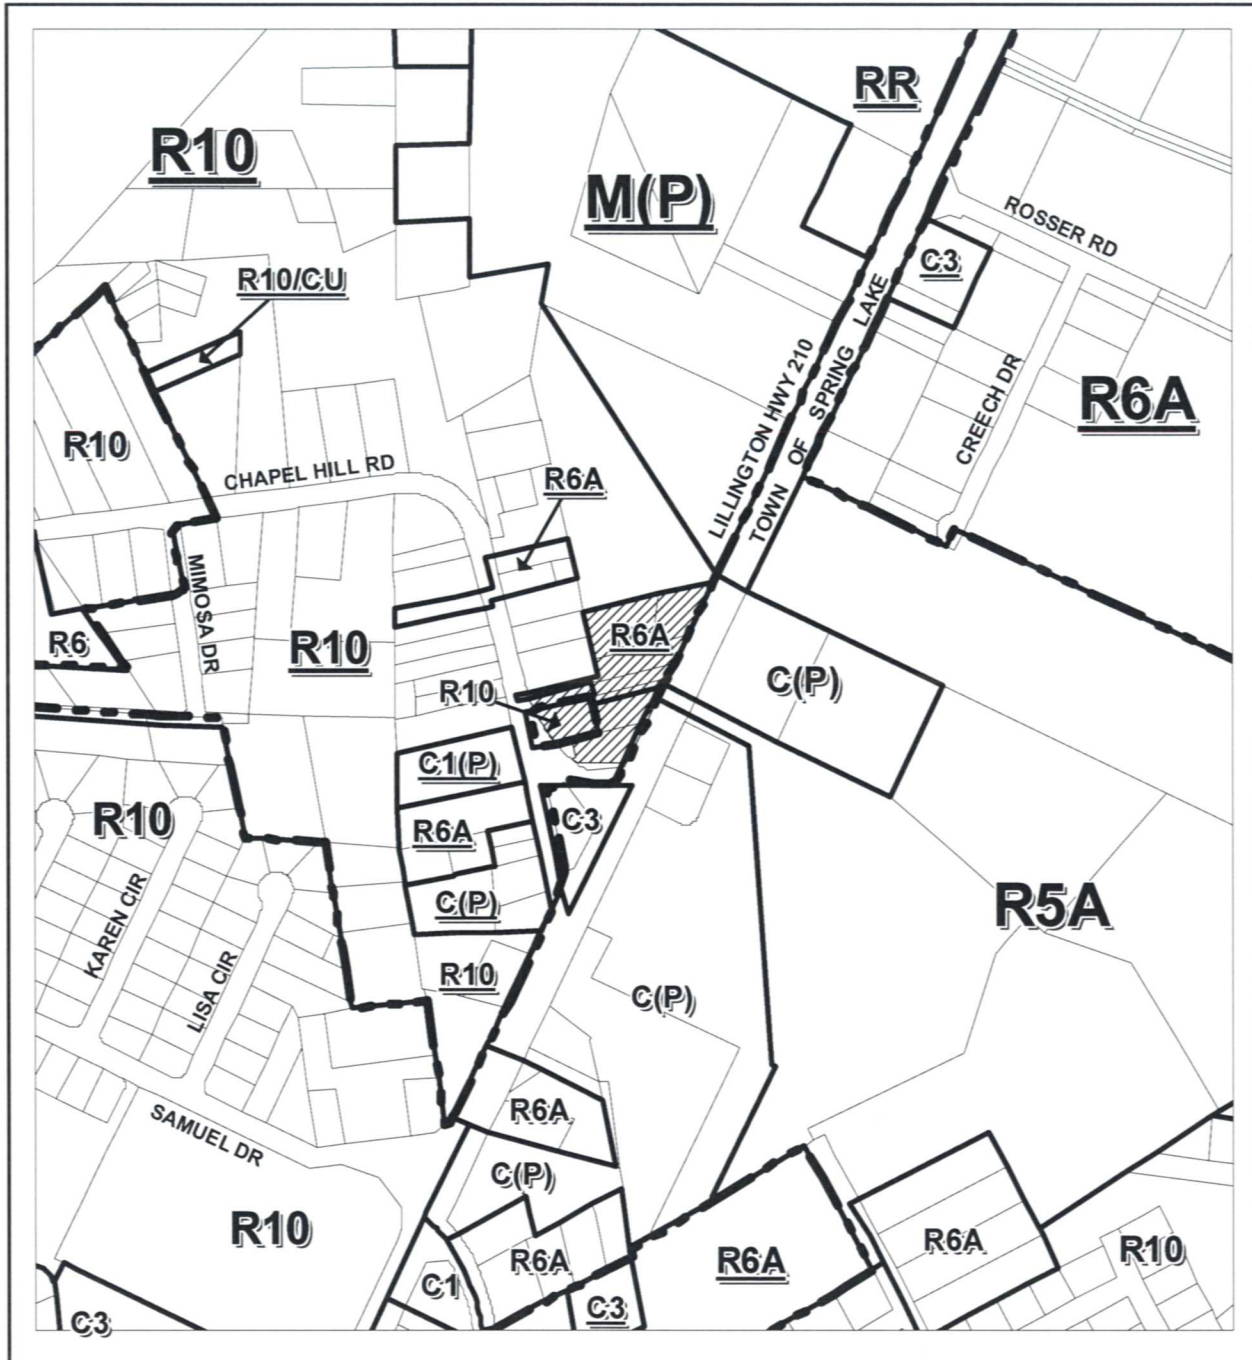 RR
R10
M(P)
ROSSER RD
C3
R10/CU
LILLINGTON HWY 210
TOWN OF SPRING LAKE
CREECH DR
R6A
R10
CHAPEL HILL RD
R6A
MIMOSA DR
R6
R10
R6A
C(P)
R10
C1(P)
R10
C3
R6A
C(P)
R5A
KAREN CIR
LISA CIR
R10
C(P)
R6A
SAMUEL DR
C(P)
R10
R6A
R6A
R6A
R10
C1
C3
C3